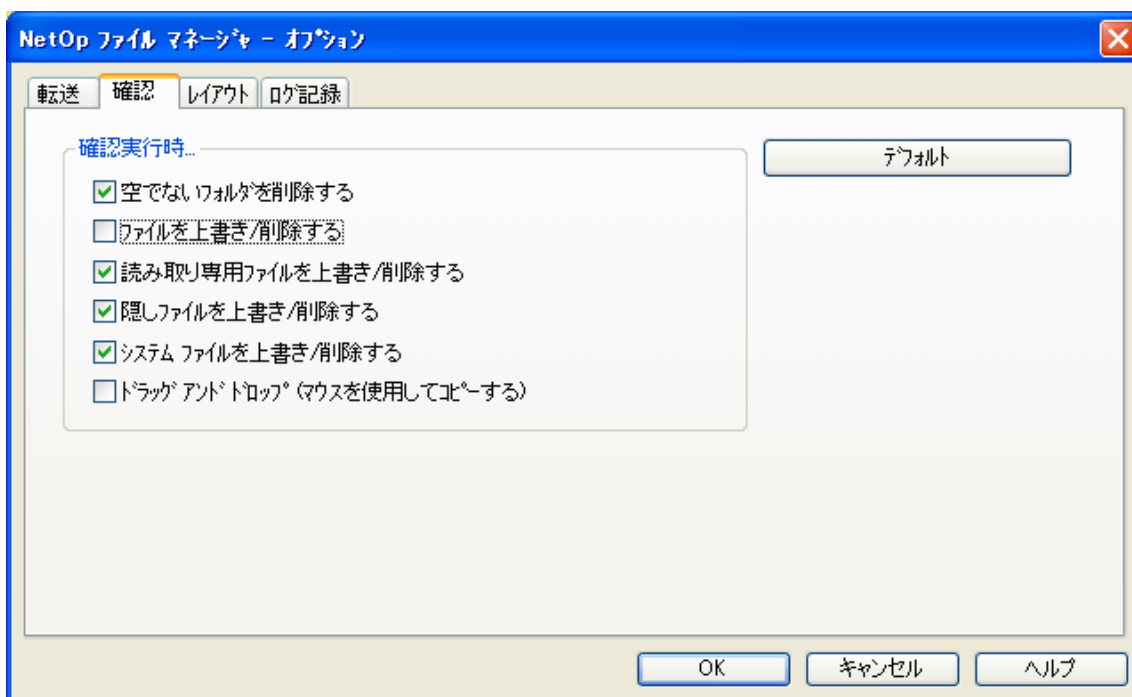 NetOp ファイル マネージャ - オプション
転送 確認 レイアウト ログ記録
確認実行時...
デフォルト
空でないフォルダを削除する
ファイルを上書き/削除する
読み取り専用ファイルを上書き/削除する
隠しファイルを上書き/削除する
システム ファイルを上書き/削除する
ドラッグ アンド ドロップ (マウスを使用してコピーする)
OK キャンセル ヘルプ